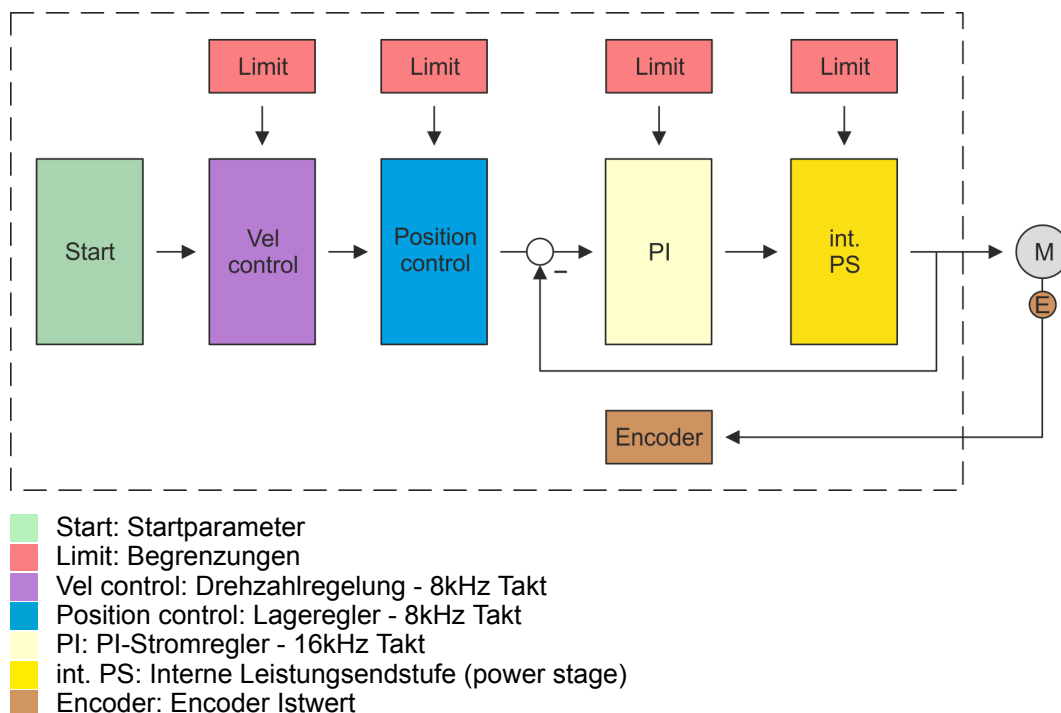 Limit
Limit
Limit
Limit
Start
Vel
control
Position
control
PI
int.
PS
M
E
–
Encoder
Start: Startparameter
Limit: Begrenzungen
Vel control: Drehzahlregelung - 8kHz Takt
Position control: Lageregler - 8kHz Takt
PI: PI-Stromregler - 16kHz Takt
int. PS: Interne Leistungsendstufe (power stage)
Encoder: Encoder Istwert